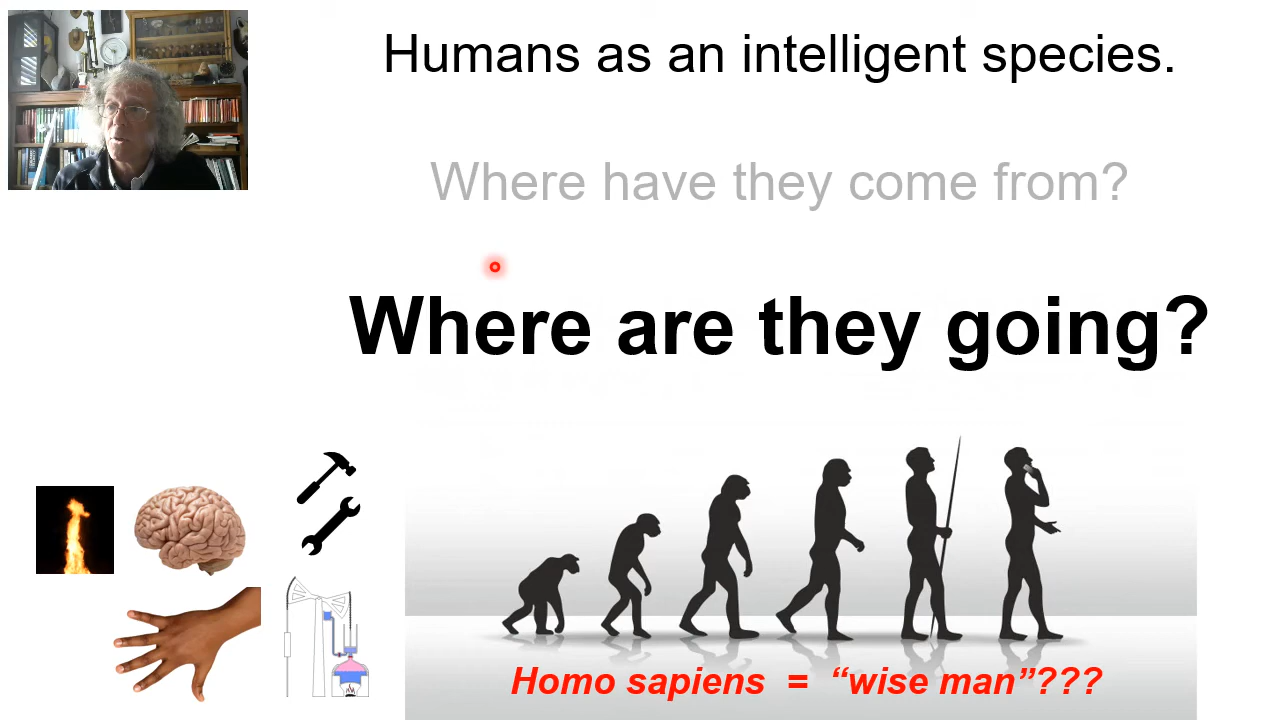 Humans as an intelligent species.
Where have they come from?
Where are they going?
Homo sapiens = “wise man”???